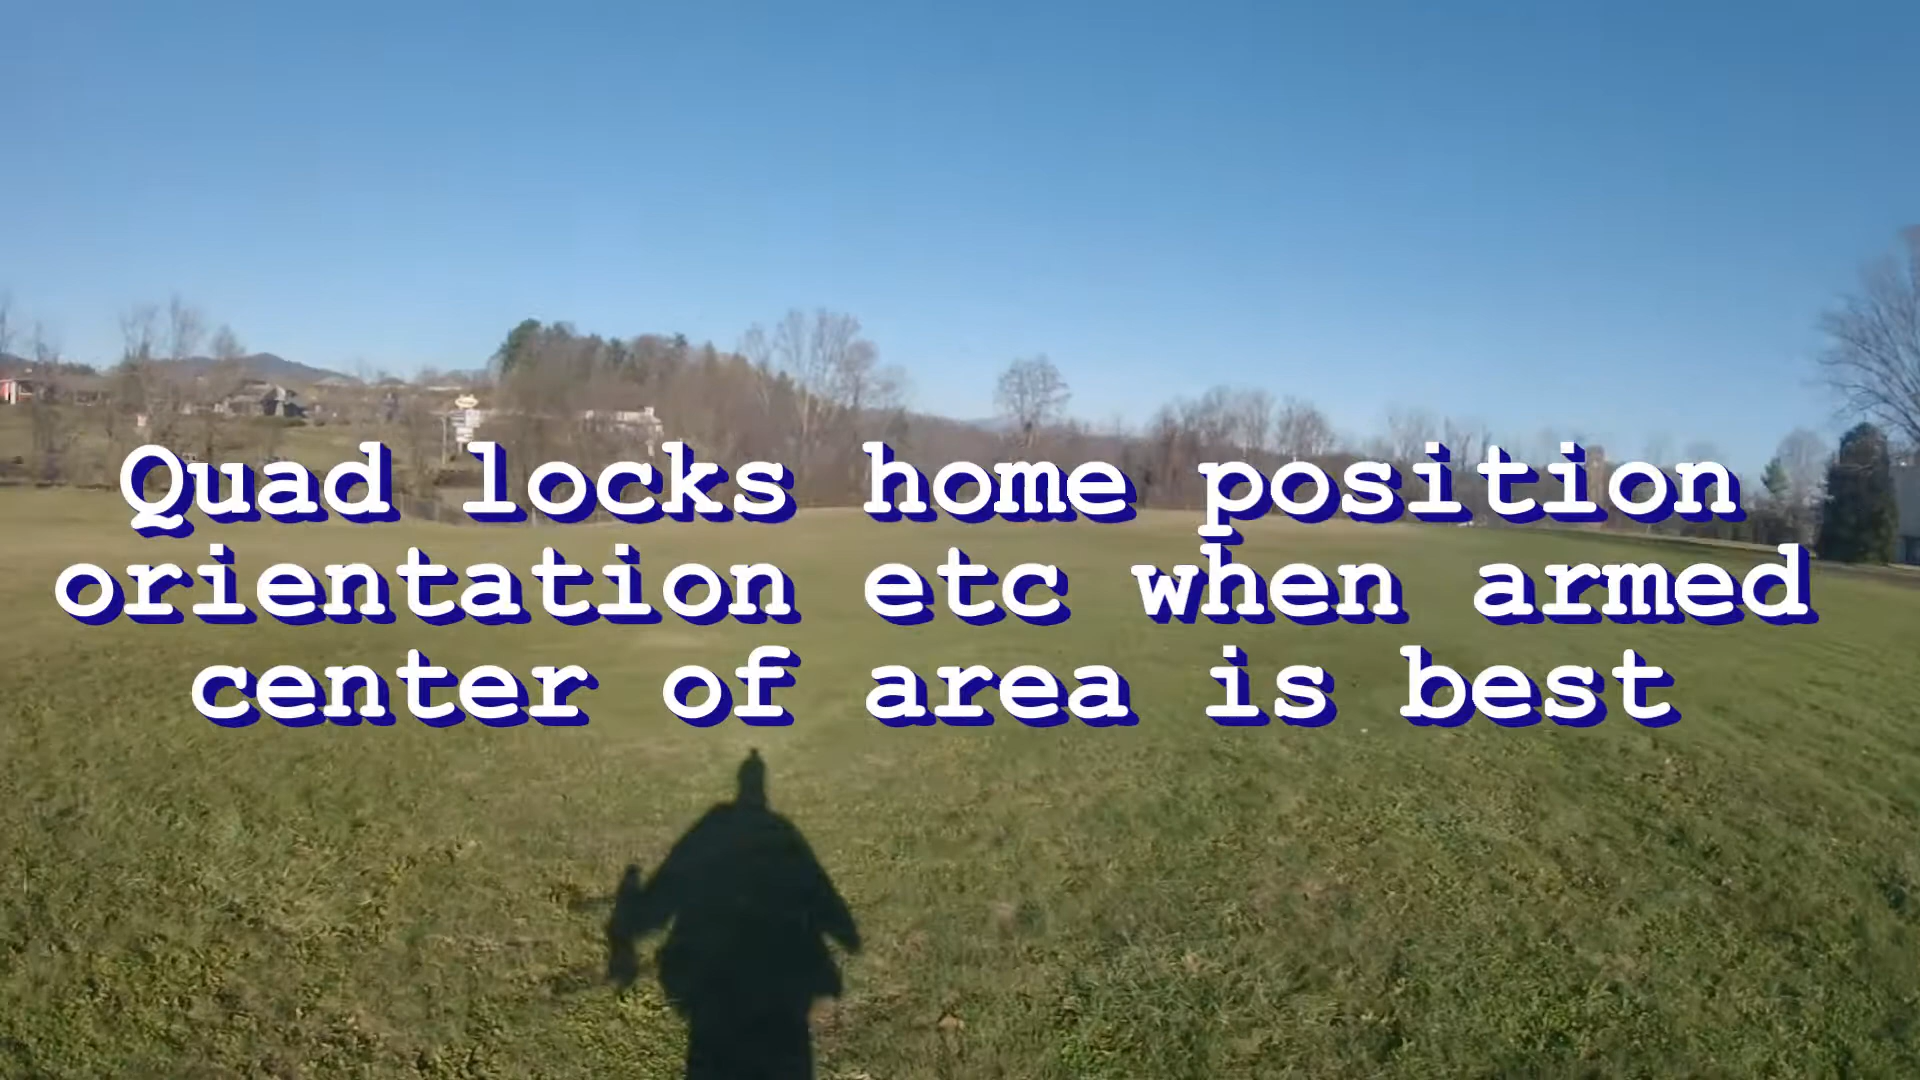 Quad locks home position
orientation etc when armed
center of area is best